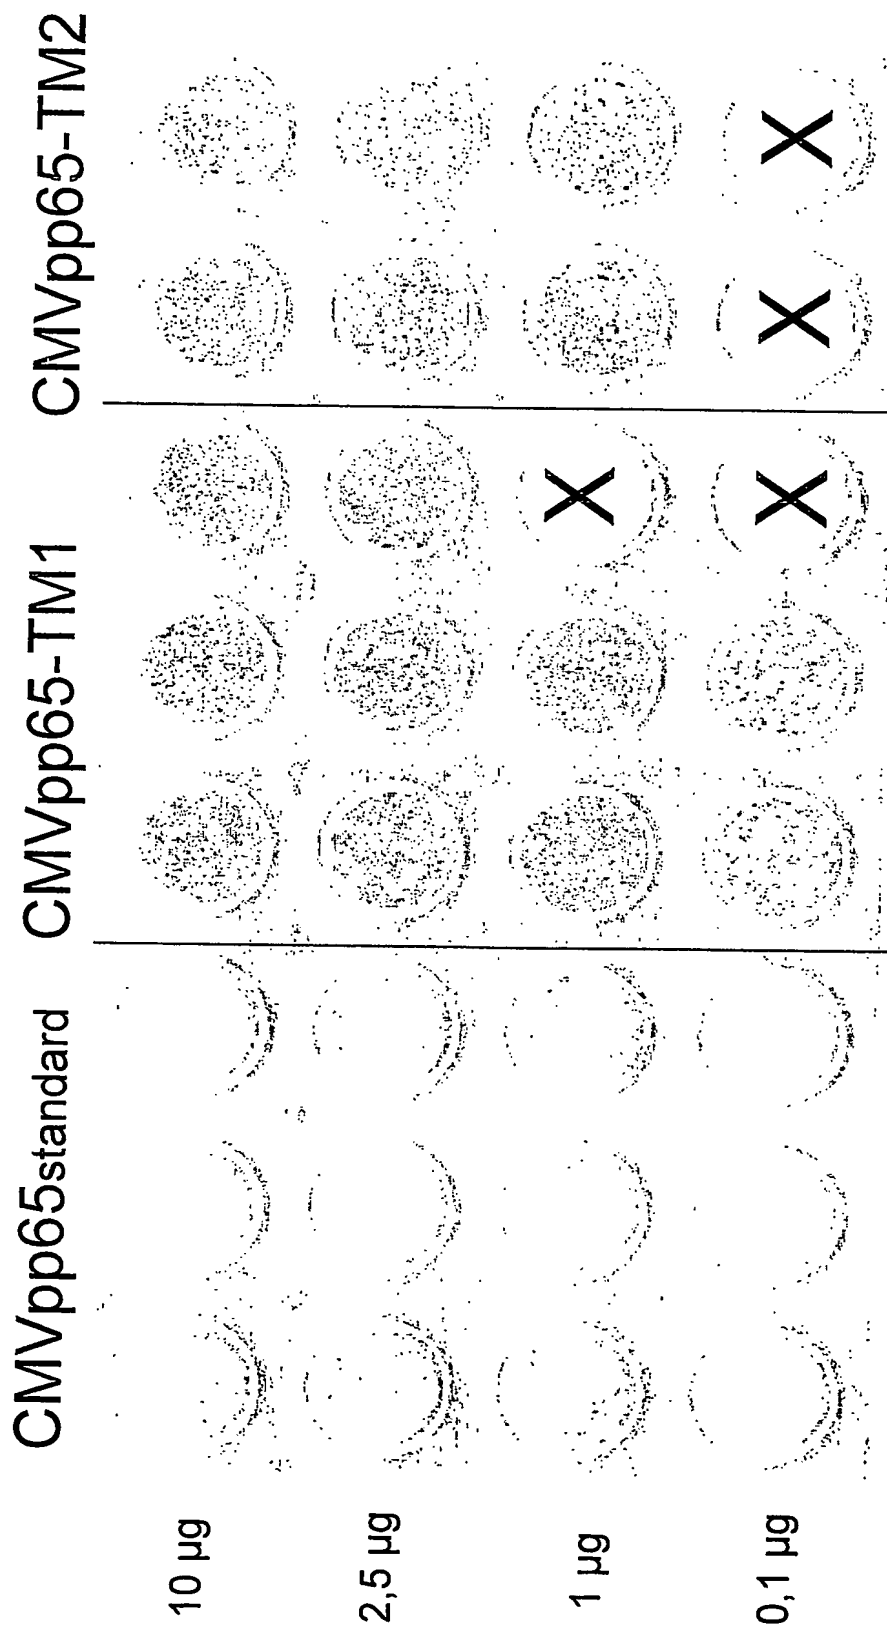 CMVpp65standard
CMVpp65-TM1
CMVpp65-TM2
10 µg
2,5 µg
X
1 µg
X
X
X
0,1 µg